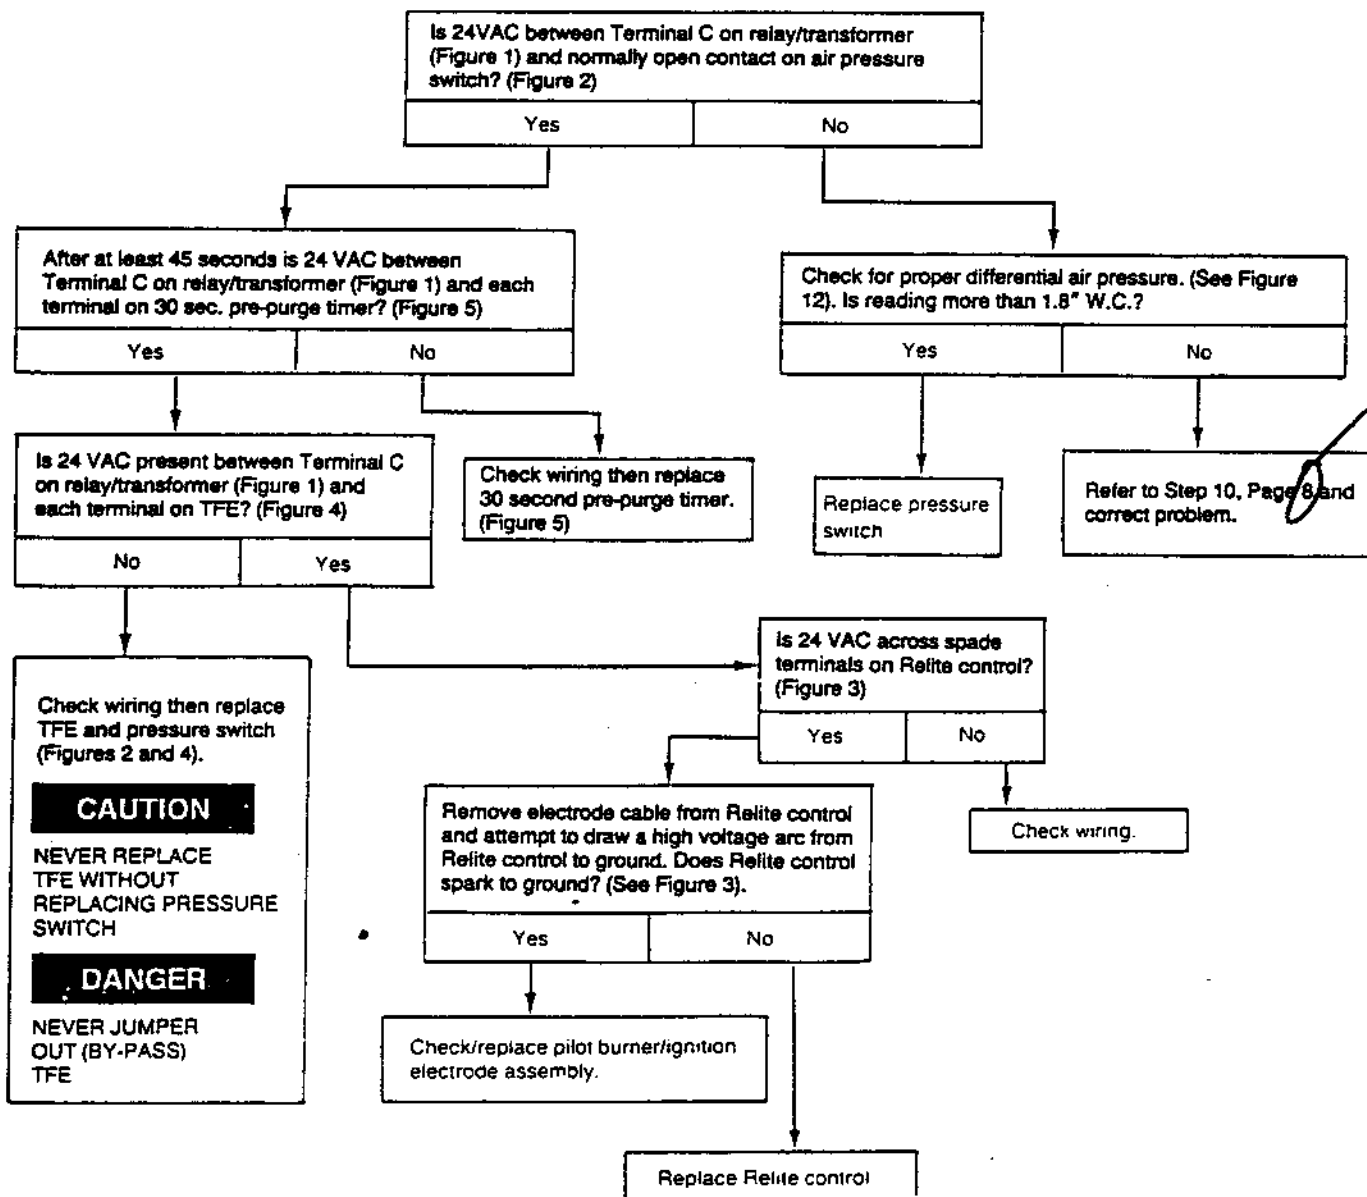 Is 24VAC between Terminal C on relay/transformer
(Figure 1) and normally open contact on air pressure
switch? (Figure 2)
Yes
No
After at least 45 seconds is 24 VAC between
Terminal C on relay/transformer (Figure 1) and each
terminal on 30 sec. pre-purge timer? (Figure 5)
Yes
No
Check for proper differential air pressure. (See Figure
12). Is reading more than 1.8" W.C.?
Yes
No
Is 24 VAC present between Terminal C
on relay/transformer (Figure 1) and
each terminal on TFE? (Figure 4)
No
Yes
Check wiring then replace
30 second pre-purge timer.
(Figure 5)
Replace pressure
switch
Refer to Step 10, Page 8 and
correct problem.
Is 24 VAC across spade
terminals on Relite control?
(Figure 3)
Yes
No
Check wiring then replace
TFE and pressure switch
(Figures 2 and 4).
CAUTION
NEVER REPLACE
TFE WITHOUT
REPLACING PRESSURE
SWITCH
DANGER
NEVER JUMPER
OUT (BY-PASS)
TFE
Remove electrode cable from Relite control
and attempt to draw a high voltage arc from
Relite control to ground. Does Relite control
spark to ground? (See Figure 3).
Yes
No
Check wiring.
Check/replace pilot burner/ignition
electrode assembly.
Replace Relite control